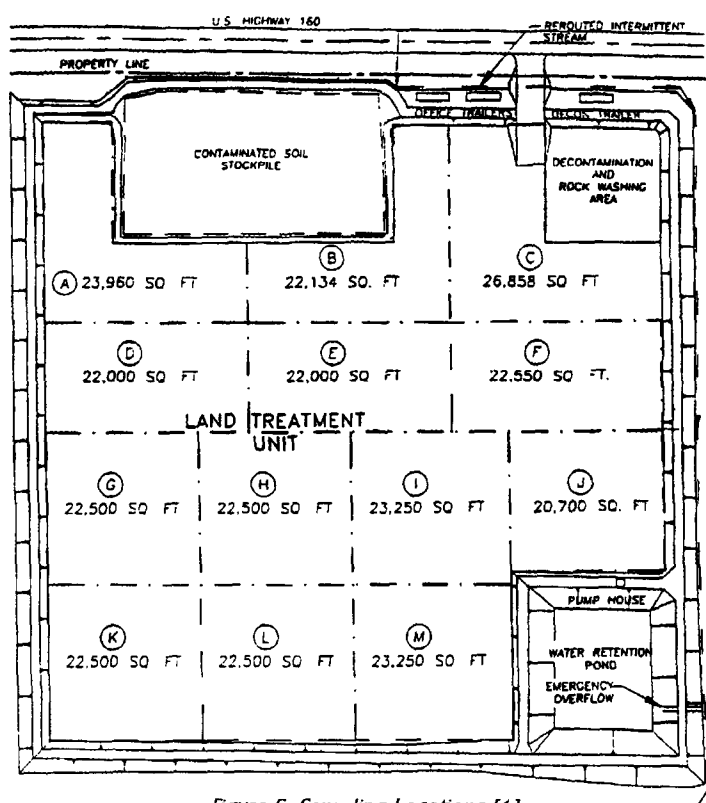 U.S HIGHWAY 160
REROUTED INTERMITTENT
STREAM
PROPERTY LINE
OFFICE TRAILERS
DECON TRAILER
CONTAMINATED SOIL
STOCKPILE
DECONTAMINATION
AND
ROCK WASHING
AREA
A 23,960 SQ FT
B
22,134 SQ. FT
C
26,858 SQ FT
D
22,000 SQ FT
E
22,000 SQ FT
F
22,550 SQ FT.
LAND TREATMENT
UNIT
G
22,500 SQ FT
H
22,500 SQ FT
I
23,250 SQ FT
J
20,700 SQ. FT
PUMP HOUSE
K
22,500 SQ FT
L
22,500 SQ FT
M
23,250 SQ FT
WATER RETENTION
POND
EMERGENCY
OVERFLOW